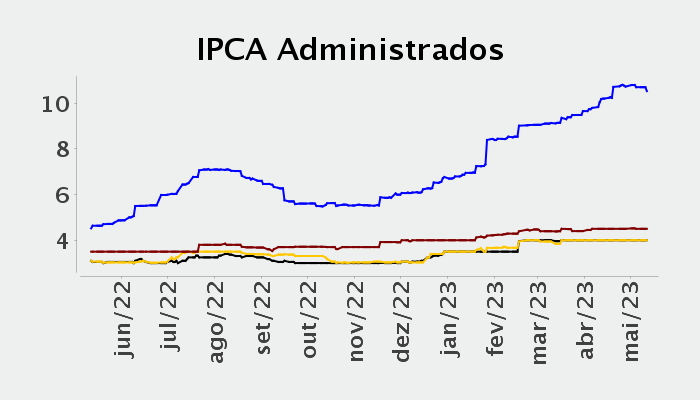 IPCA Administrados
10
8
6
4
jun/22
jul/22
ago/22
set/22
out/22
nov/22
dez/22
jan/23
fev/23
mar/23
abr/23
mai/23